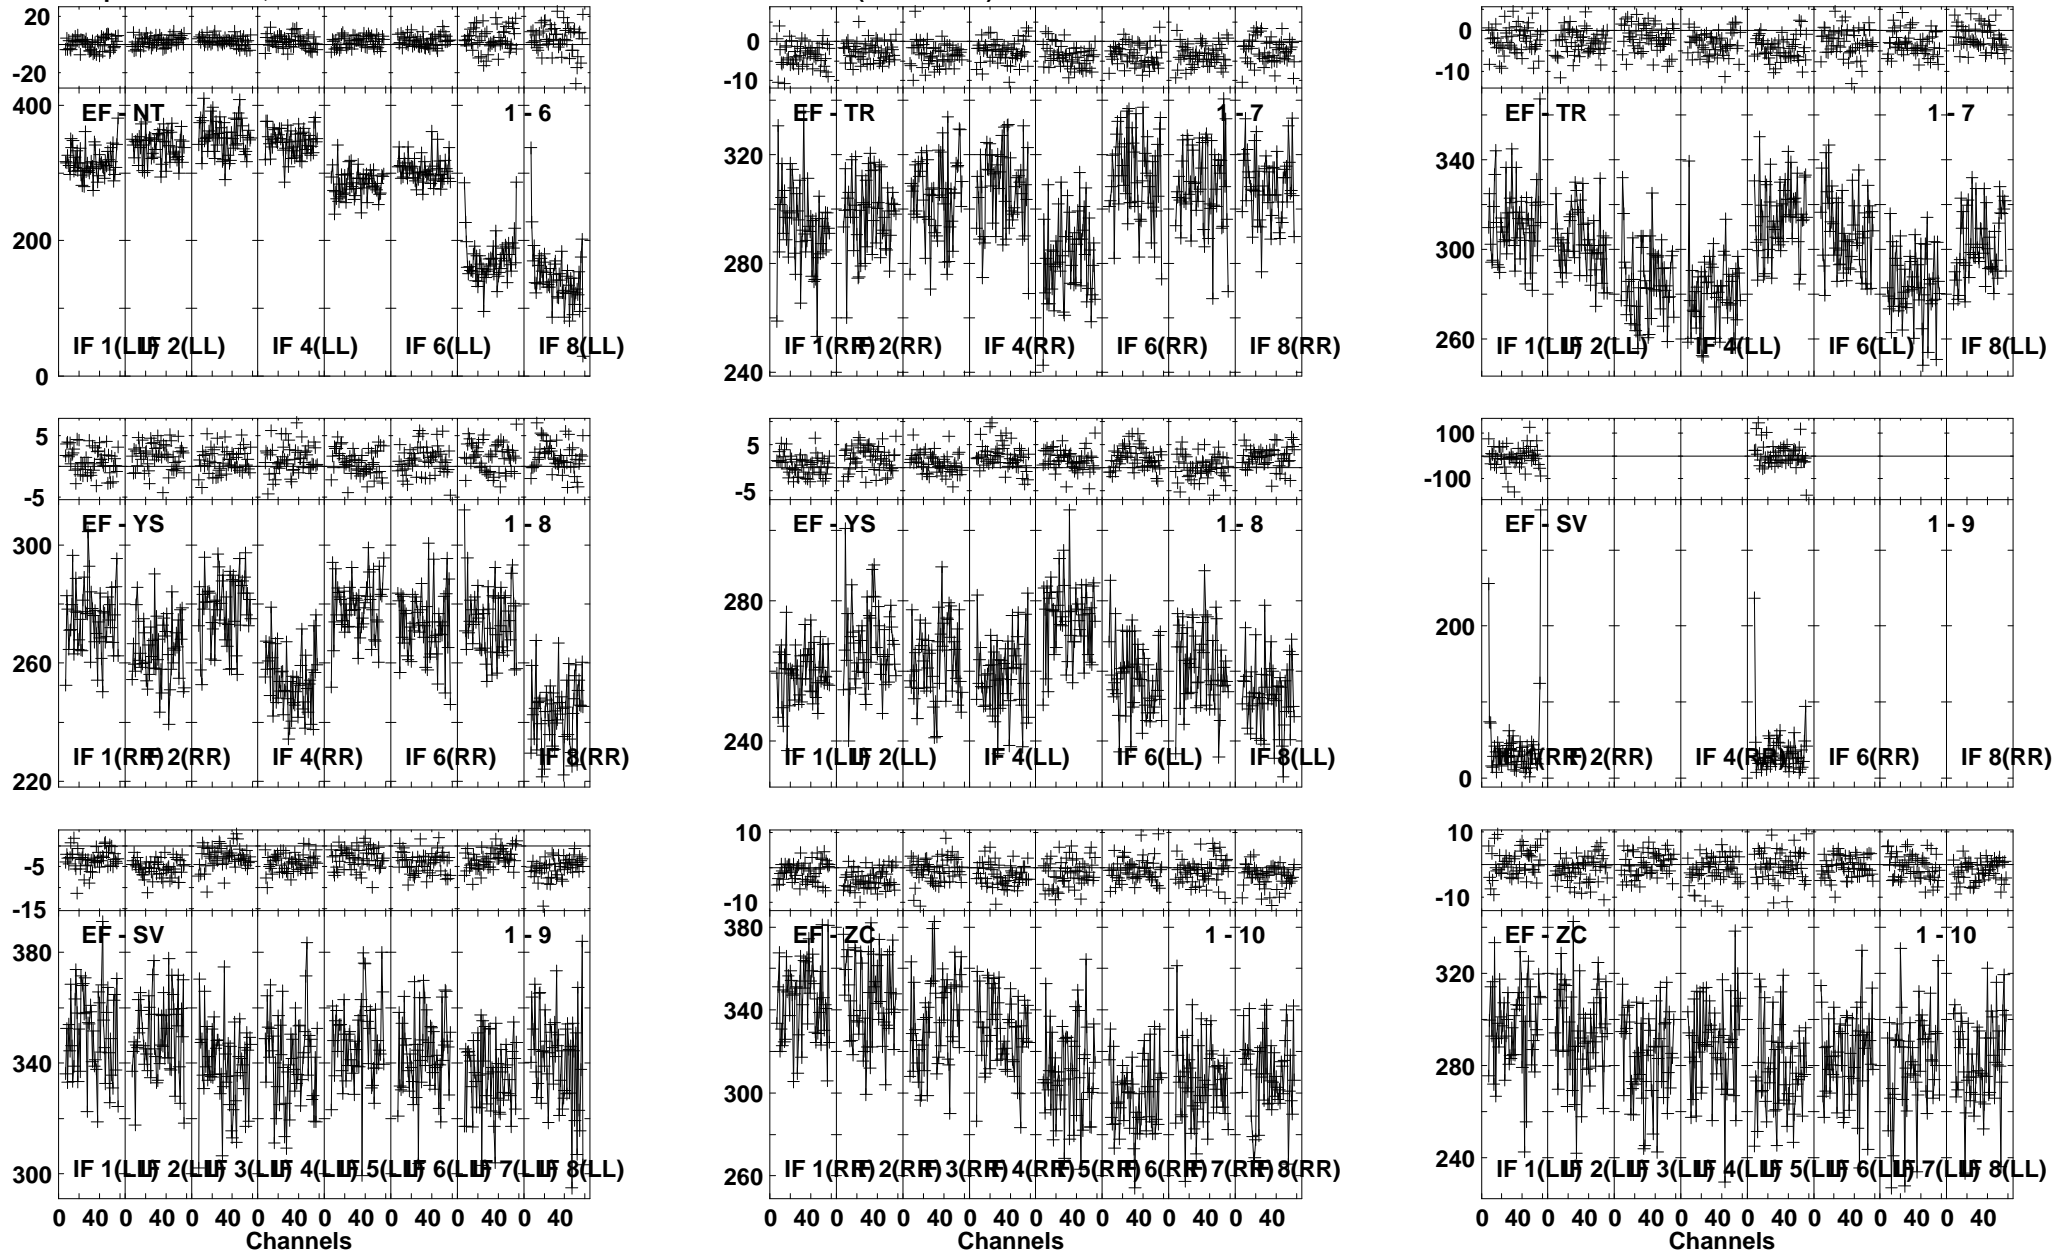 20
-20
0
-10
0
-10
400
200
0
EF - NT
1 - 6
IF 1(LL)
IF 2(LL)
IF 4(LL)
IF 6(LL)
IF 8(LL)
320
280
240
EF - TR
1 - 7
IF 1(RR)
IF 2(RR)
IF 4(RR)
IF 6(RR)
IF 8(RR)
340
300
260
EF - TR
1 - 7
IF 1(LL)
IF 2(LL)
IF 4(LL)
IF 6(LL)
IF 8(LL)
5
-5
5
-5
100
-100
300
260
220
EF - YS
1 - 8
IF 1(RR)
IF 2(RR)
IF 4(RR)
IF 6(RR)
IF 8(RR)
280
240
EF - YS
1 - 8
IF 1(LL)
IF 2(LL)
IF 4(LL)
IF 6(LL)
IF 8(LL)
200
0
EF - SV
1 - 9
IF 1(RR)
IF 2(RR)
IF 4(RR)
IF 6(RR)
IF 8(RR)
-5
-15
10
-10
10
-10
380
340
300
EF - SV
1 - 9
IF 1(LL)
IF 2(LL)
IF 3(LL)
IF 4(LL)
IF 5(LL)
IF 6(LL)
IF 7(LL)
IF 8(LL)
380
340
300
260
EF - ZC
1 - 10
IF 1(RR)
IF 2(RR)
IF 3(RR)
IF 4(RR)
IF 5(RR)
IF 6(RR)
IF 7(RR)
IF 8(RR)
320
280
240
EF - ZC
1 - 10
IF 1(LL)
IF 2(LL)
IF 3(LL)
IF 4(LL)
IF 5(LL)
IF 6(LL)
IF 7(LL)
IF 8(LL)
0 40 0 40 0 40 0 40 0 40 0 40 0 40 0 40
0 40 0 40 0 40 0 40 0 40 0 40 0 40 0 40
0 40 0 40 0 40 0 40 0 40 0 40 0 40 0 40
Channels
Channels
Channels